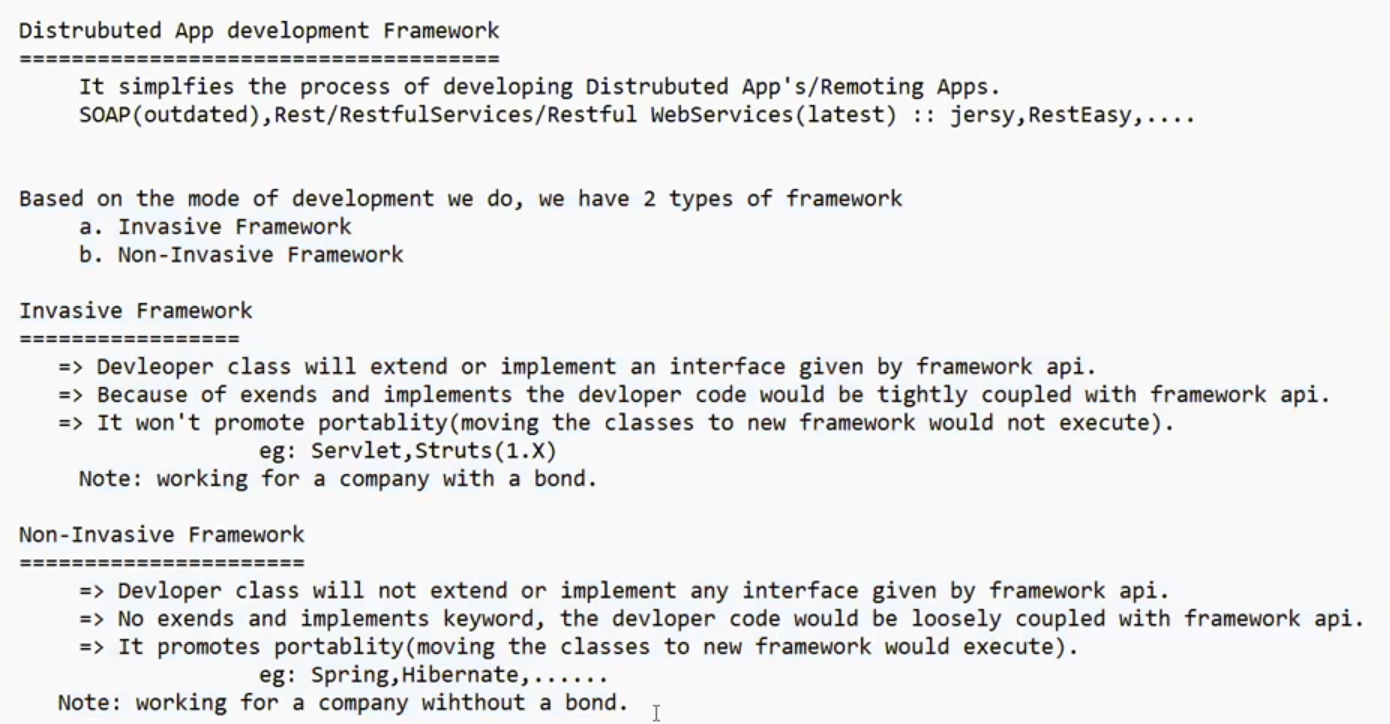 Distrubuted App development Framework
=====================================
It simplfies the process of developing Distrubuted App's/Remoting Apps.
SOAP(outdated),Rest/RestfulServices/Restful WebServices(latest) :: jersy,RestEasy,....
Based on the mode of development we do, we have 2 types of framework
a. Invasive Framework
b. Non-Invasive Framework
Invasive Framework
=================
=> Devleoper class will extend or implement an interface given by framework api.
=> Because of exends and implements the devloper code would be tightly coupled with framework api.
=> It won't promote portablity(moving the classes to new framework would not execute).
eg: Servlet,Struts(1.X)
Note: working for a company with a bond.
Non-Invasive Framework
======================
=> Devloper class will not extend or implement any interface given by framework api.
=> No exends and implements keyword, the devloper code would be loosely coupled with framework api.
=> It promotes portablity(moving the classes to new framework would execute).
eg: Spring,Hibernate,......
Note: working for a company wihthout a bond.